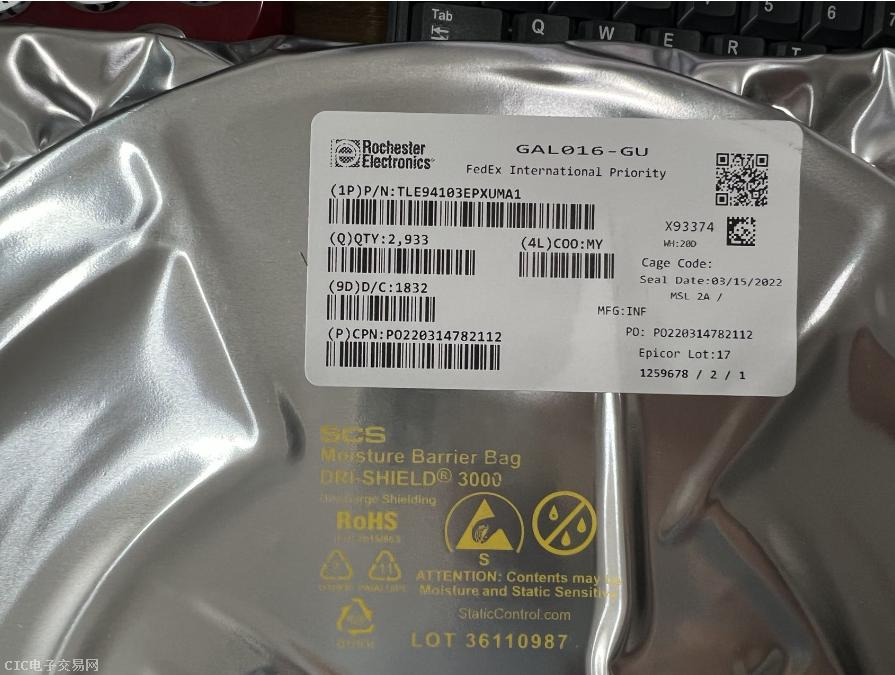 Tab
Q
W
E
R
T
5
6
Rochester
Electronics
GAL016-GU
FedEx International Priority
(1P)P/N:TLE94103EPXUMA1
X93374
WH:20D
(Q)QTY:2,933
(4L)COO:MY
Cage Code:
Seal Date:03/15/2022
MSL 2A /
(9D)D/C:1832
MFG:INF
(P)CPN:PO220314782112
PO: PO220314782112
Epicor Lot:17
1259678 / 2 / 1
SCS
Moisture Barrier Bag
DRI-SHIELD® 3000
Discharge Shielding
RoHS
S
ATTENTION: Contents may be
Moisture and Static Sensitive
StaticControl.com
OTHER
LOT 36110987
CIC电子交易网